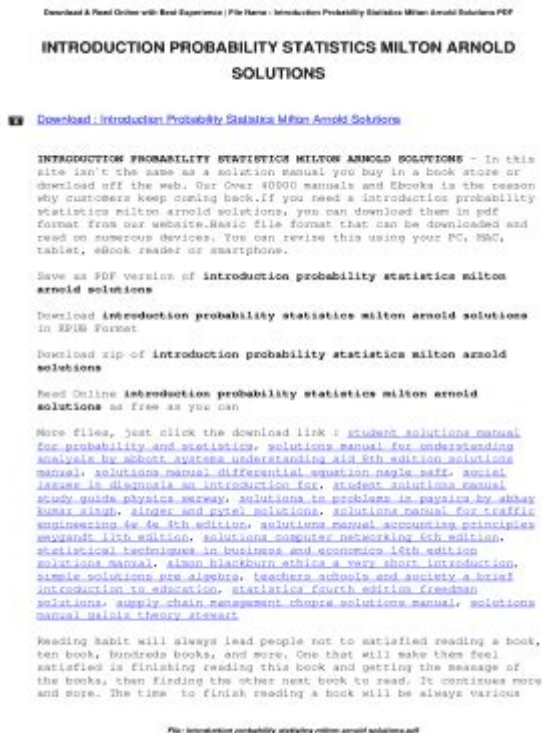 Download & Read Online with Best Experience | File Name : Introduction Probability Statistics Milton Arnold Solutions PDF
INTRODUCTION PROBABILITY STATISTICS MILTON ARNOLD
SOLUTIONS
Download : Introduction Probability Statistics Milton Arnold Solutions
INTRODUCTION PROBABILITY STATISTICS MILTON ARNOLD SOLUTIONS - In this
site isn't the same as a solution manual you buy in a book store or
download off the web. Our Over 40000 manuals and Ebooks is the reason
why customers keep coming back.If you need a introduction probability
statistics milton arnold solutions, you can download them in pdf
format from our website.Basic file format that can be downloaded and
read on numerous devices. You can revise this using your PC, MAC,
tablet, eBook reader or smartphone.
Save as PDF version of introduction probability statistics milton
arnold solutions
Download introduction probability statistics milton arnold solutions
in EPUB Format
Download zip of introduction probability statistics milton arnold
solutions
Read Online introduction probability statistics milton arnold
solutions as free as you can
More files, just click the download link : student solutions manual
for probability and statistics, solutions manual for understanding
analysis by abbott systems understanding aid 8th edition solutions
manual, solutions manual differential equation nagle saff, social
issues in diagnosis an introduction for, student solutions manual
study guide physics serway, solutions to problems in paysics by abhay
kumar singh, singer and pytel solutions, solutions manual for traffic
engineering 4e 4e 4th edition, solutions manual accounting principles
weygandt 11th edition, solutions computer networking 6th edition,
statistical techniques in business and economics 14th edition
solutions manual, simon blackburn ethics a very short introduction,
simple solutions pre algebra, teachers schools and society a brief
introduction to education, statistics fourth edition freedman
solutions, supply chain management chopra solutions manual, solutions
manual galois theory stewart
Reading habit will always lead people not to satisfied reading a book,
ten book, hundreds books, and more. One that will make them feel
satisfied is finishing reading this book and getting the message of
the books, then finding the other next book to read. It continues more
and more. The time to finish reading a book will be always various
File: introduction probability statistics milton arnold solutions.pdf